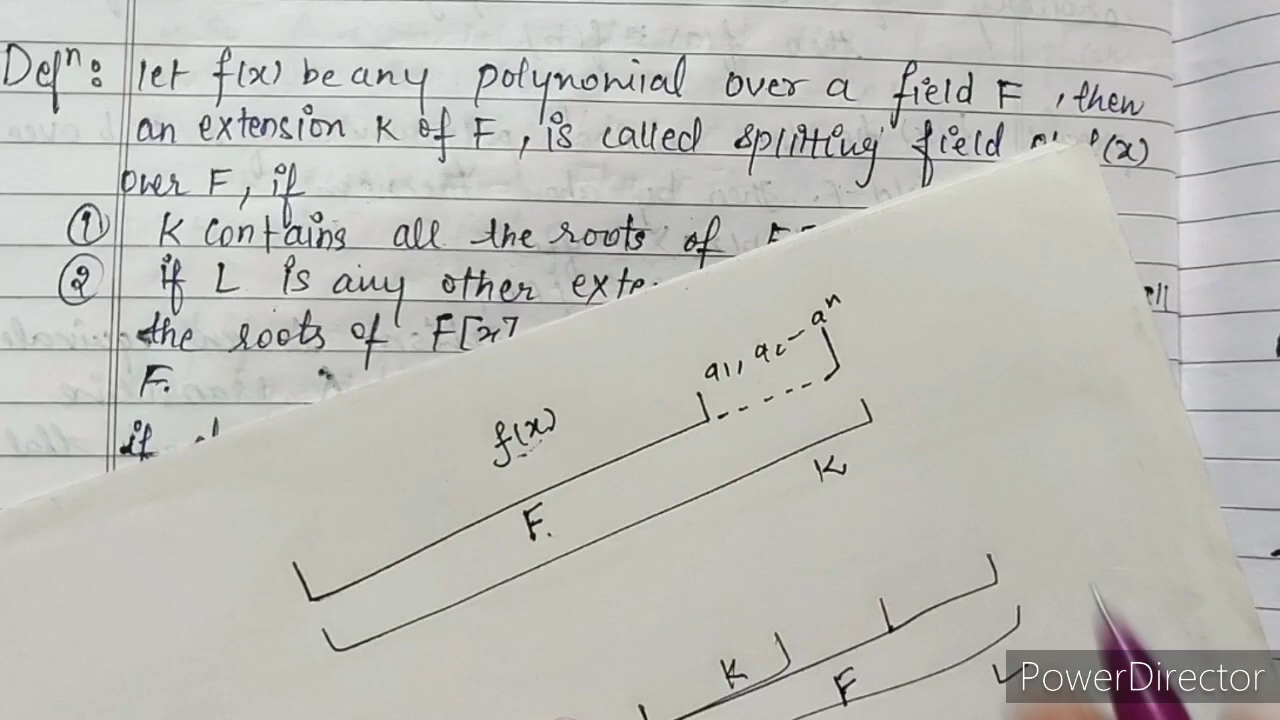 Defⁿ: let f(x) be any polynomial over a field F, then
an extension K of F, is called splitting field (x)
over F, if
① K contains all the roots of
② if L is any other
the roots of F[x]
F.
if
a1, a2 - aⁿ
f(x)
F.
K
K
F
L
PowerDirector